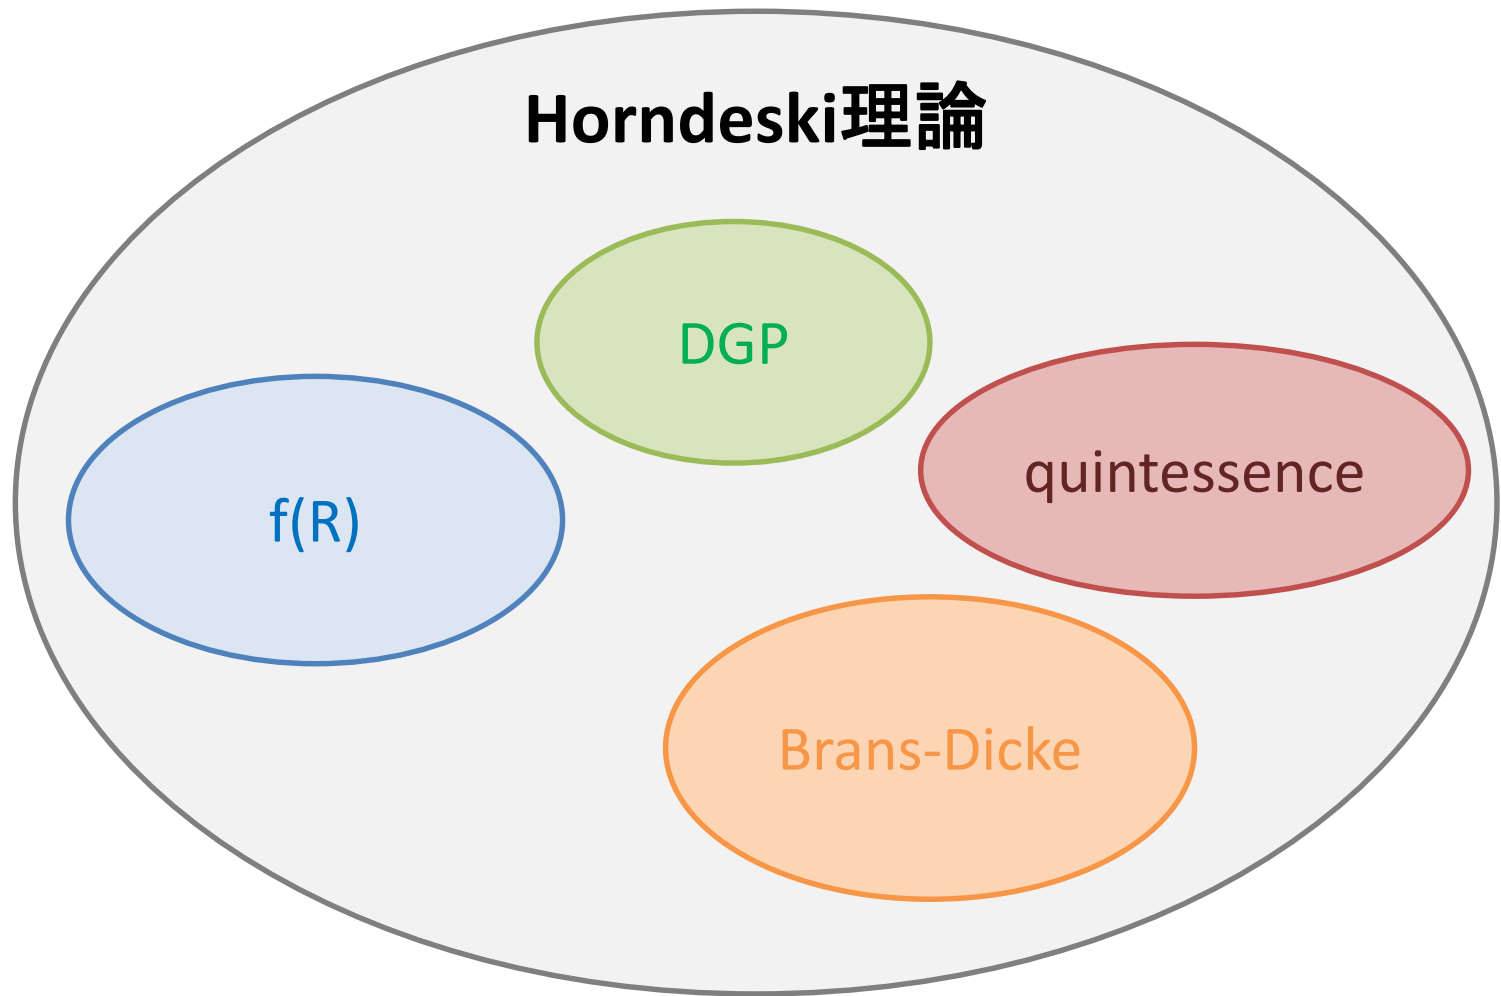 Horndeski理論
DGP
quintessence
f(R)
Brans-Dicke